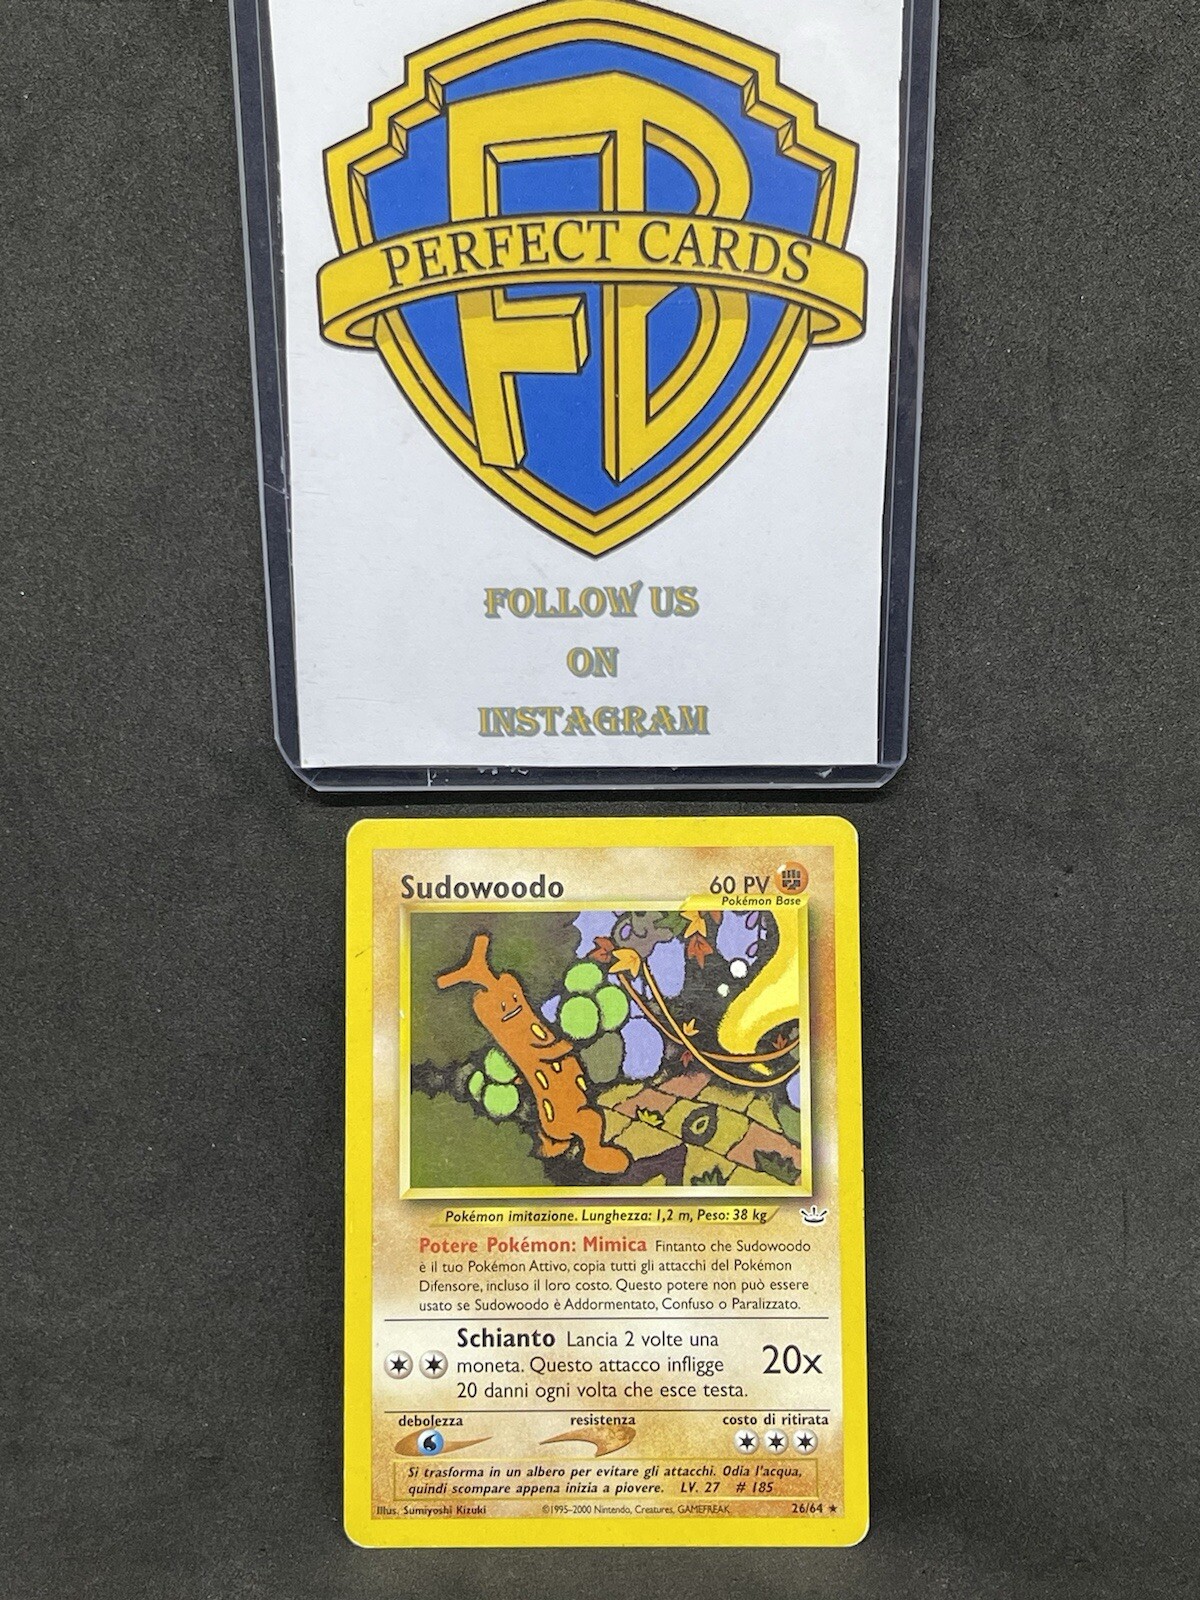 FB
PERFECT CARDS
FOLLOW US
ON
INSTAGRAM
Sudowoodo
60 PV
Pokémon Base
Pokémon imitazione. Lunghezza: 1,2 m, Peso: 38 kg
Potere Pokémon: Mimica Fintanto che Sudowoodo
è il tuo Pokémon Attivo, copia tutti gli attacchi del Pokémon
Difensore, incluso il loro costo. Questo potere non può essere
usato se Sudowoodo è Addormentato, Confuso o Paralizzato.
Schianto Lancia 2 volte una
moneta. Questo attacco infligge
20 danni ogni volta che esce testa.
20x
debolezza
resistenza
costo di ritirata
Si trasforma in un albero per evitare gli attacchi. Odia l'acqua,
quindi scompare appena inizia a piovere. LV. 27 # 185
Illus. Sumiyoshi Kizuki
©1995-2000 Nintendo, Creatures, GAMEFREAK
26/64 ★